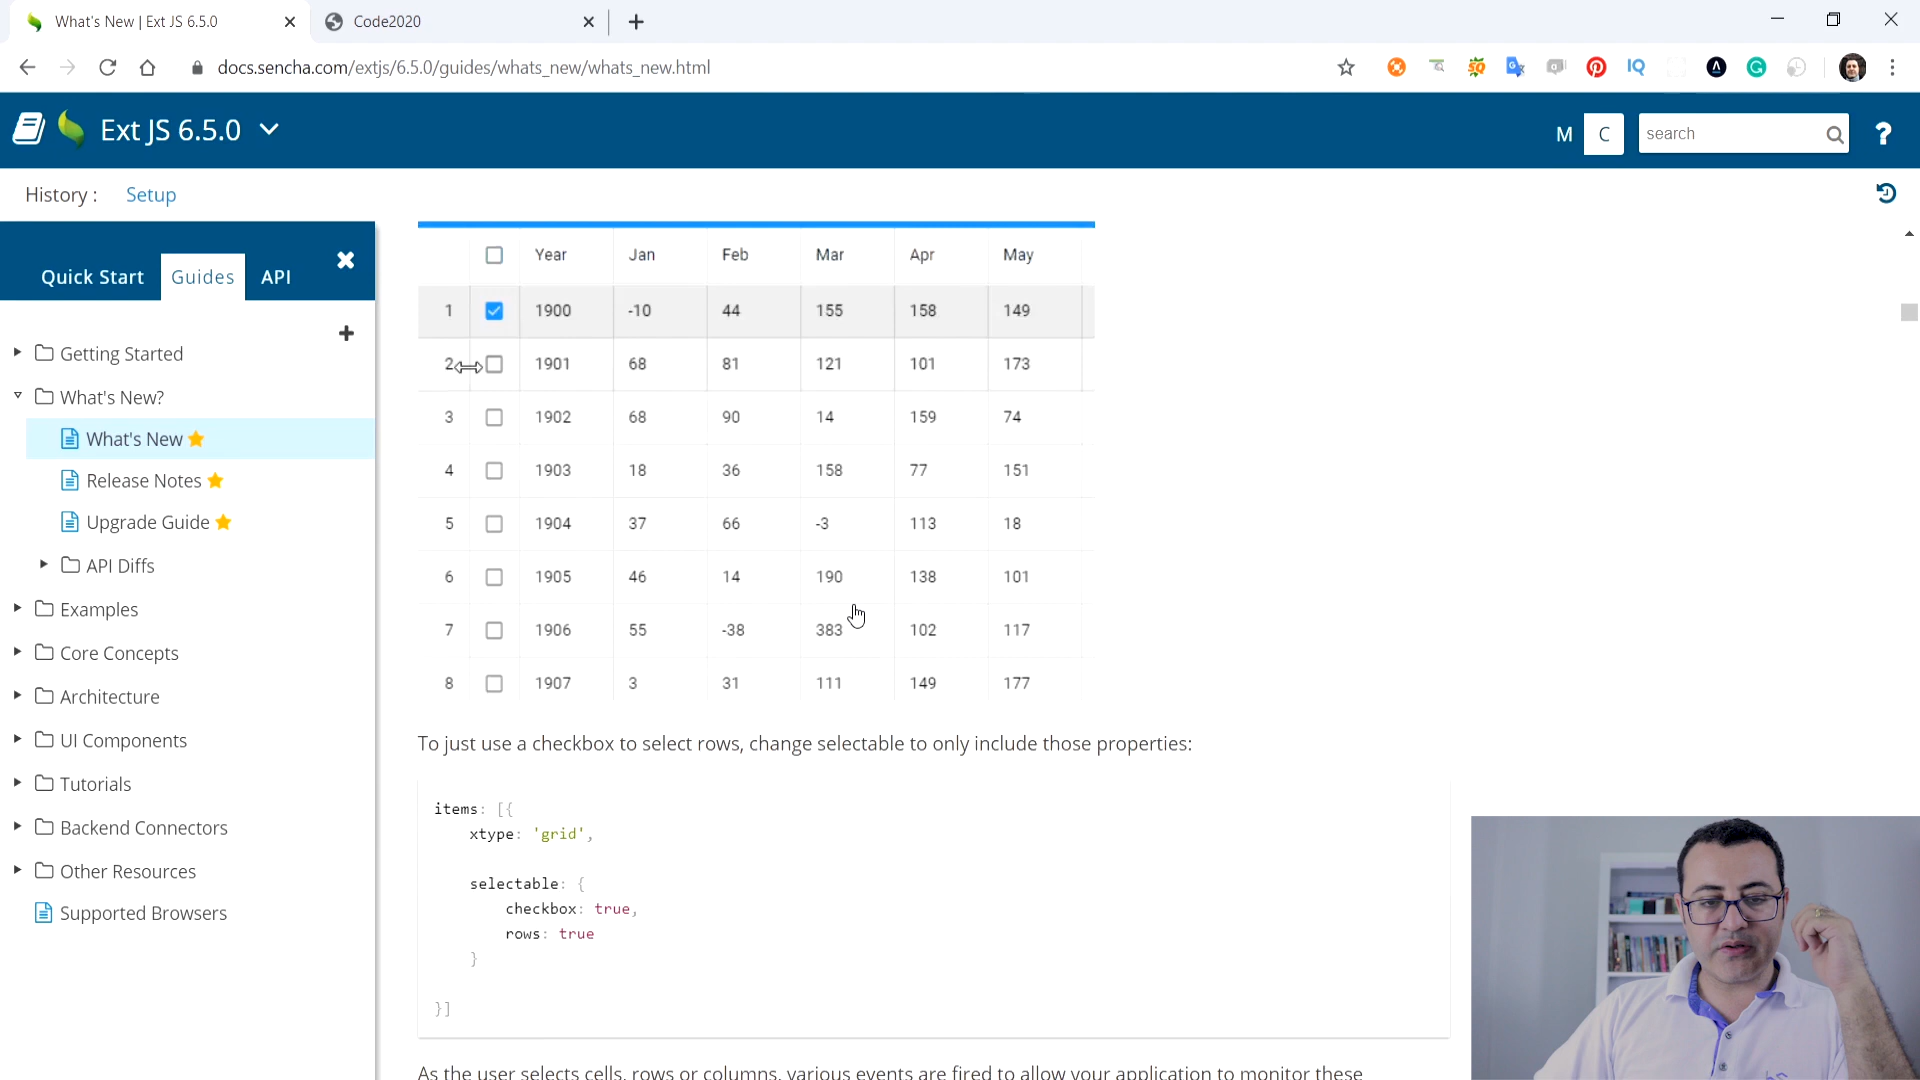 What's New | Ext JS 6.5.0
Code2020
docs.sencha.com/extjs/6.5.0/guides/whats_new/whats_new.html
Ext JS 6.5.0
M C search ?
History : Setup
Quick Start Guides API
Getting Started
What's New?
What's New
Release Notes
Upgrade Guide
API Diffs
Examples
Core Concepts
Architecture
UI Components
Tutorials
Backend Connectors
Other Resources
Supported Browsers
Year Jan Feb Mar Apr May
1 1900 -10 44 155 158 149
2 1901 68 81 121 101 173
3 1902 68 90 14 159 74
4 1903 18 36 158 77 151
5 1904 37 66 -3 113 18
6 1905 46 14 190 138 101
7 1906 55 -38 383 102 117
8 1907 3 31 111 149 177
To just use a checkbox to select rows, change selectable to only include those properties:
items: [{
xtype: 'grid',
selectable: {
checkbox: true,
rows: true
}
}]
As the user selects cells, rows or columns, various events are fired to allow your application to monitor these